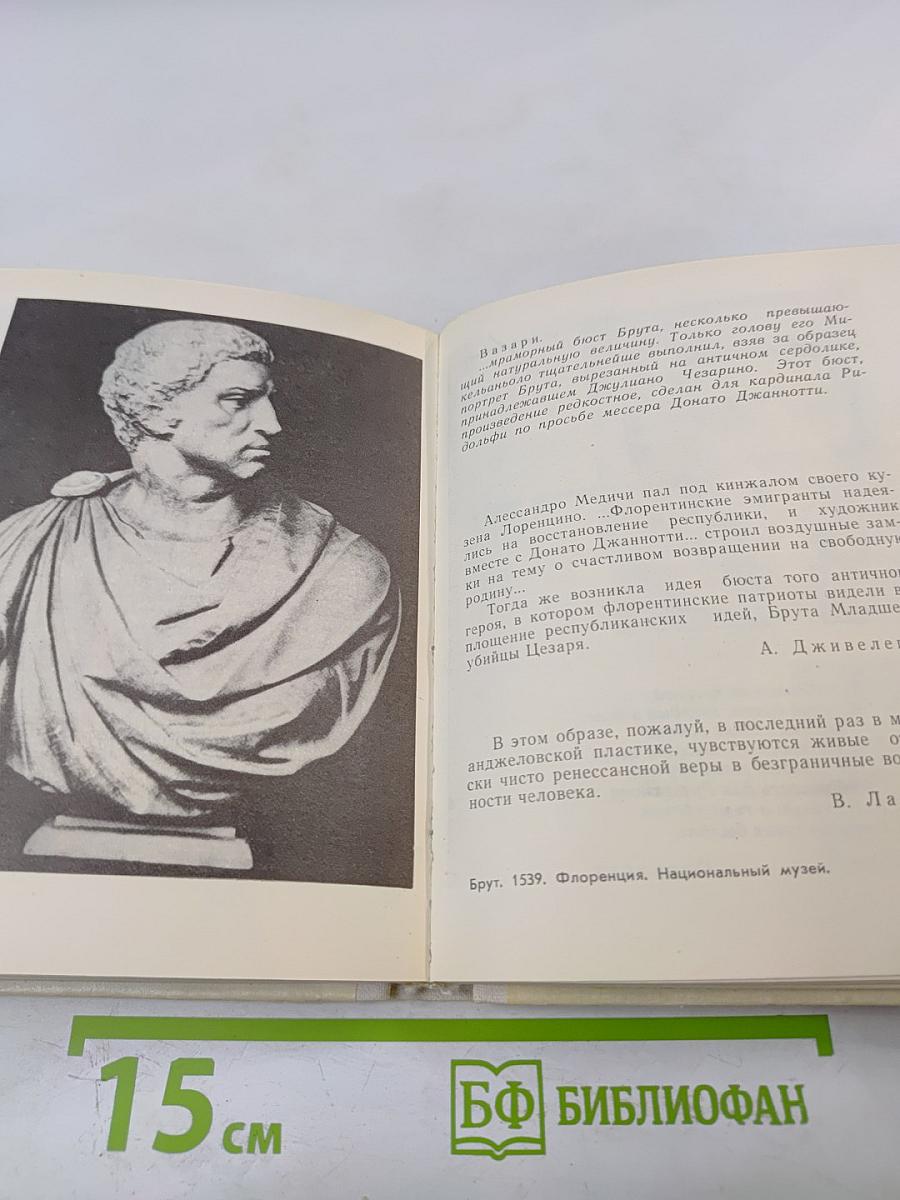 Вазари.
...мраморный бюст Брута, несколько превышаю-
щий натуральную величину. Только голову его Ми-
кельаньоло тщательнейше выполнил, взяв за образец
портрет Брута, вырезанный на античном сердолике,
принадлежавшем Джулиано Чезарино. Этот бюст,
произведение редкостное, сделан для кардинала Ри-
дольфи по просьбе мессера Донато Джаннотти.
Алессандро Медичи пал под кинжалом своего ку-
зена Лоренцино. ...Флорентинские эмигранты надея-
лись на восстановление республики, и художник
вместе с Донато Джаннотти... строил воздушные зам-
ки на тему о счастливом возвращении на свободную
родину...
Тогда же возникла идея бюста того античног
героя, в котором флорентинские патриоты видели в
площение республиканских идей, Брута Младше
убийцы Цезаря.
А. Дживелег
В этом образе, пожалуй, в последний раз в м
анджеловской пластике, чувствуются живые от
ски чисто ренессансной веры в безграничные во
ности человека.
В. Ла
Брут. 1539. Флоренция. Национальный музей.
15 см
БФ БИБЛИОФАН